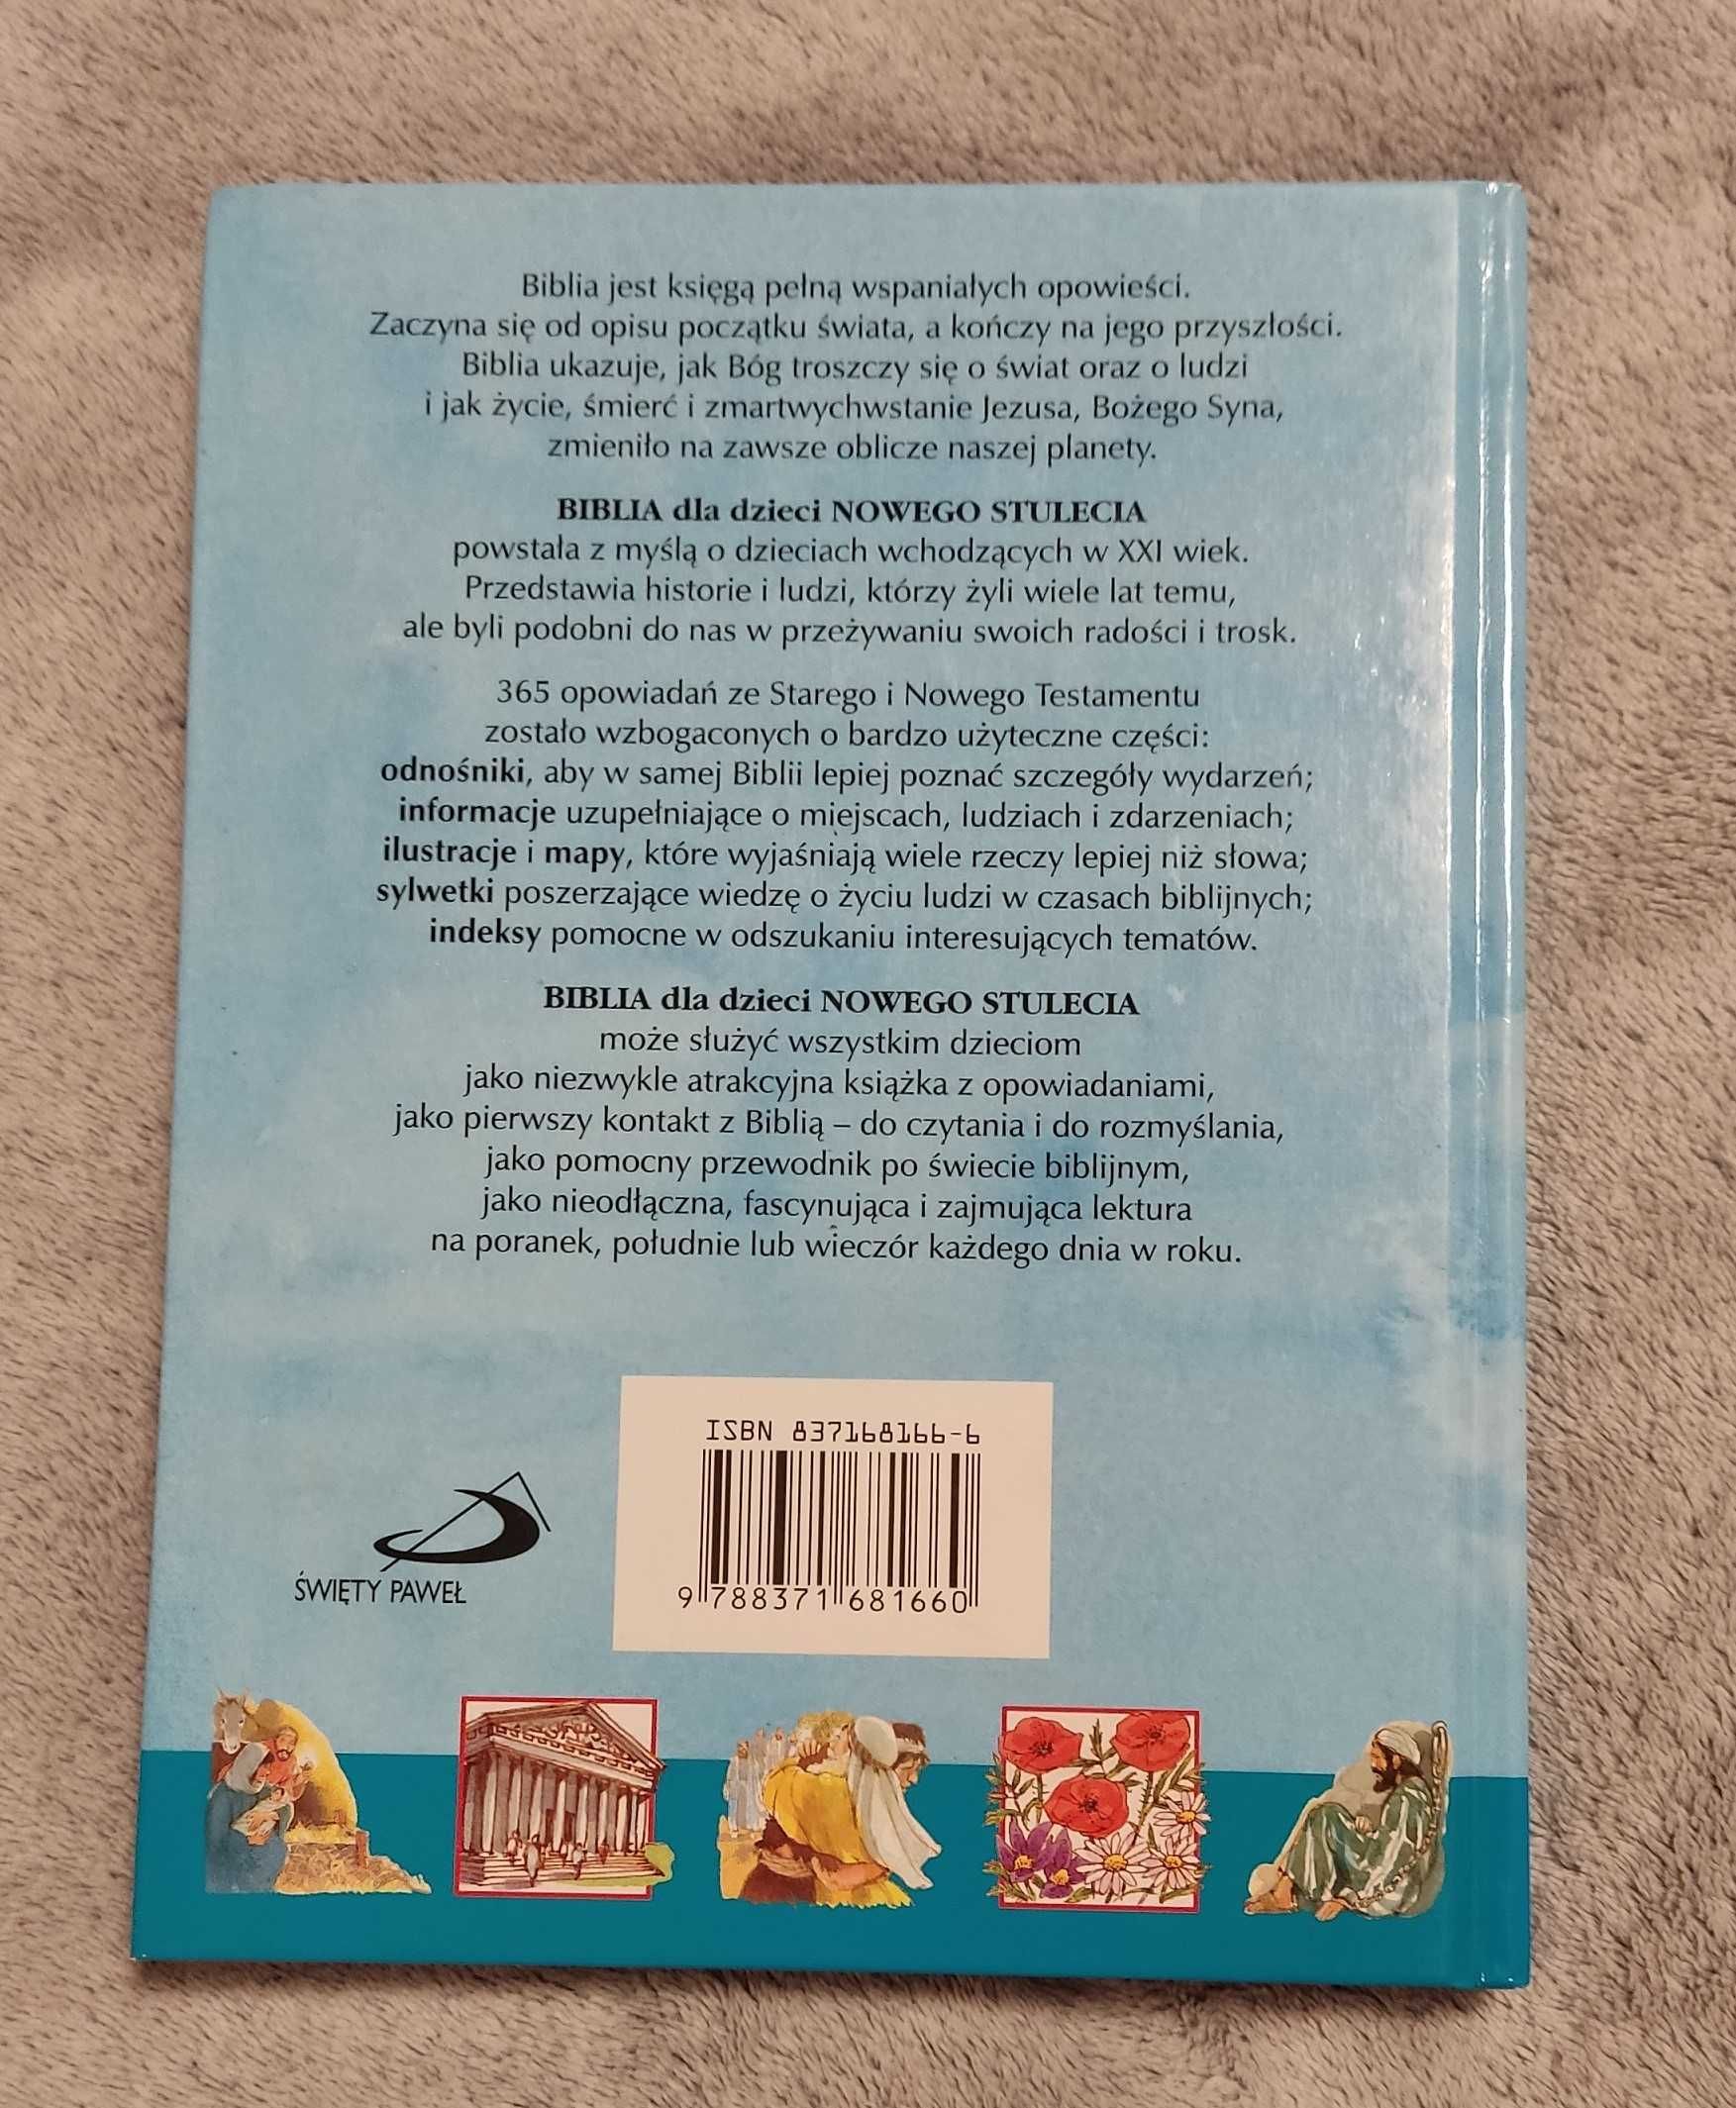 Biblia jest księgą pełną wspaniałych opowieści.
Zaczyna się od opisu początku świata, a kończy na jego przyszłości.
Biblia ukazuje, jak Bóg troszczy się o świat oraz o ludzi
i jak życie, śmierć i zmartwychwstanie Jezusa, Bożego Syna,
zmieniło na zawsze oblicze naszej planety.
BIBLIA dla dzieci NOWEGO STULECIA
powstała z myślą o dzieciach wchodzących w XXI wiek.
Przedstawia historie i ludzi, którzy żyli wiele lat temu,
ale byli podobni do nas w przeżywaniu swoich radości i trosk.
365 opowiadań ze Starego i Nowego Testamentu
zostało wzbogaconych o bardzo użyteczne części:
odnośniki, aby w samej Biblii lepiej poznać szczegóły wydarzeń;
informacje uzupełniające o miejscach, ludziach i zdarzeniach;
ilustracje i mapy, które wyjaśniają wiele rzeczy lepiej niż słowa;
sylwetki poszerzające wiedzę o życiu ludzi w czasach biblijnych;
indeksy pomocne w odszukaniu interesujących tematów.
BIBLIA dla dzieci NOWEGO STULECIA
może służyć wszystkim dzieciom
jako niezwykle atrakcyjna książka z opowiadaniami,
jako pierwszy kontakt z Biblią – do czytania i do rozmyślania,
jako pomocny przewodnik po świecie biblijnym,
jako nieodłączna, fascynująca i zajmująca lektura
na poranek, południe lub wieczór każdego dnia w roku.
ISBN 837168166-6
9 788371 681660
ŚWIĘTY PAWEŁ